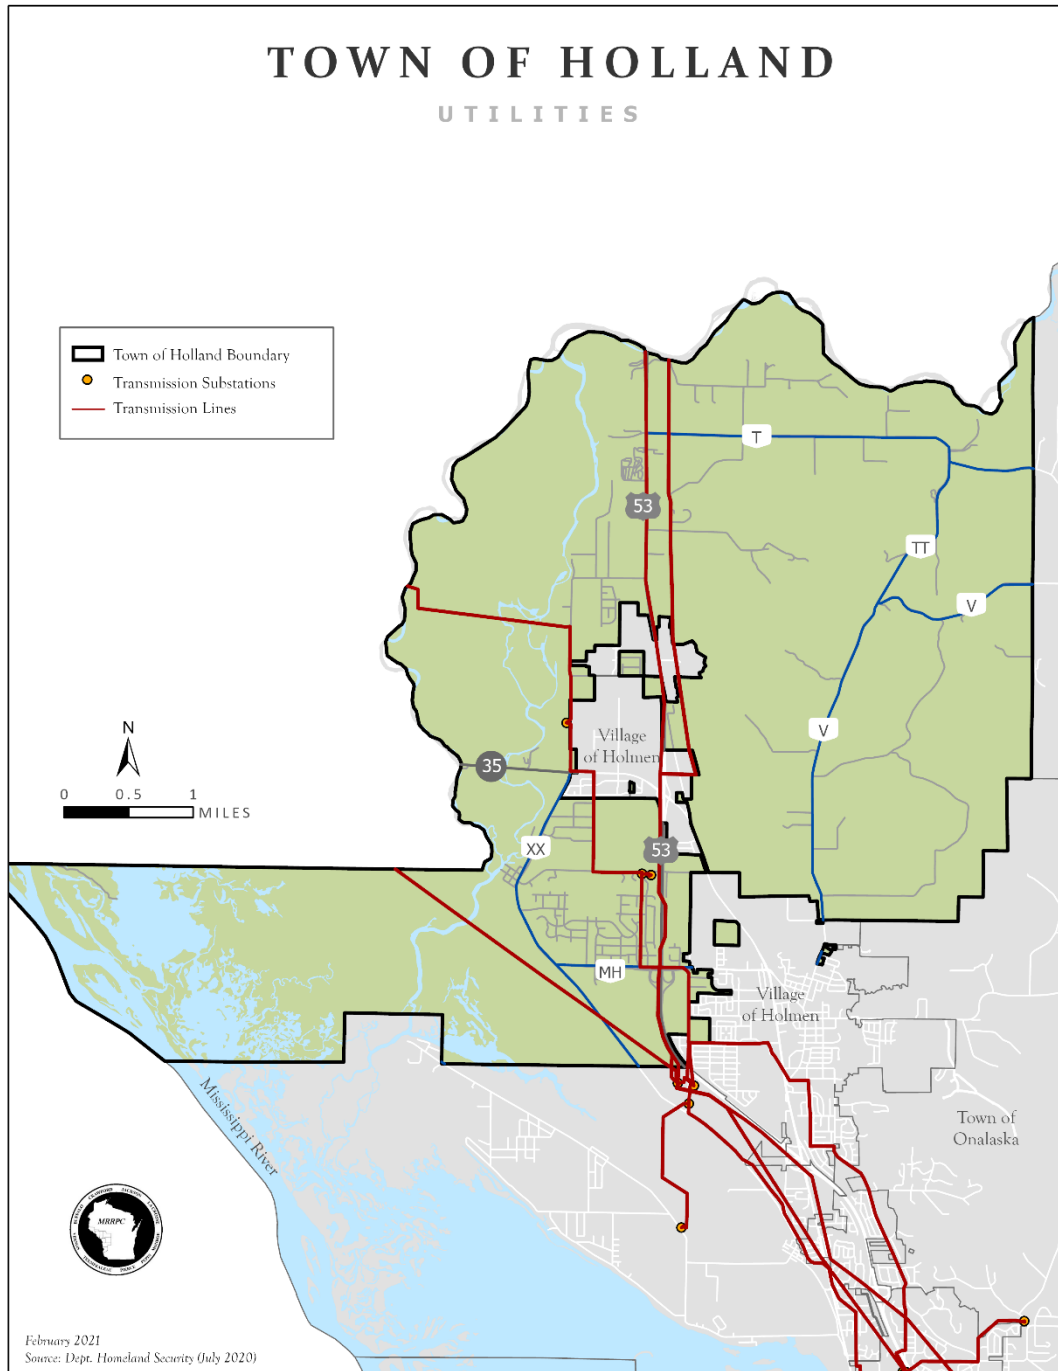 TOWN OF HOLLAND
UTILITIES
Town of Holland Boundary
Transmission Substations
Transmission Lines
T
53
TT
V
V
N
0 0.5 1
MILES
Village
of Holmen
35
XX
53
MH
Village
of Holmen
Town of
Onalaska
Mississippi River
MRRPC
February 2021
Source: Dept. Homeland Security (July 2020)